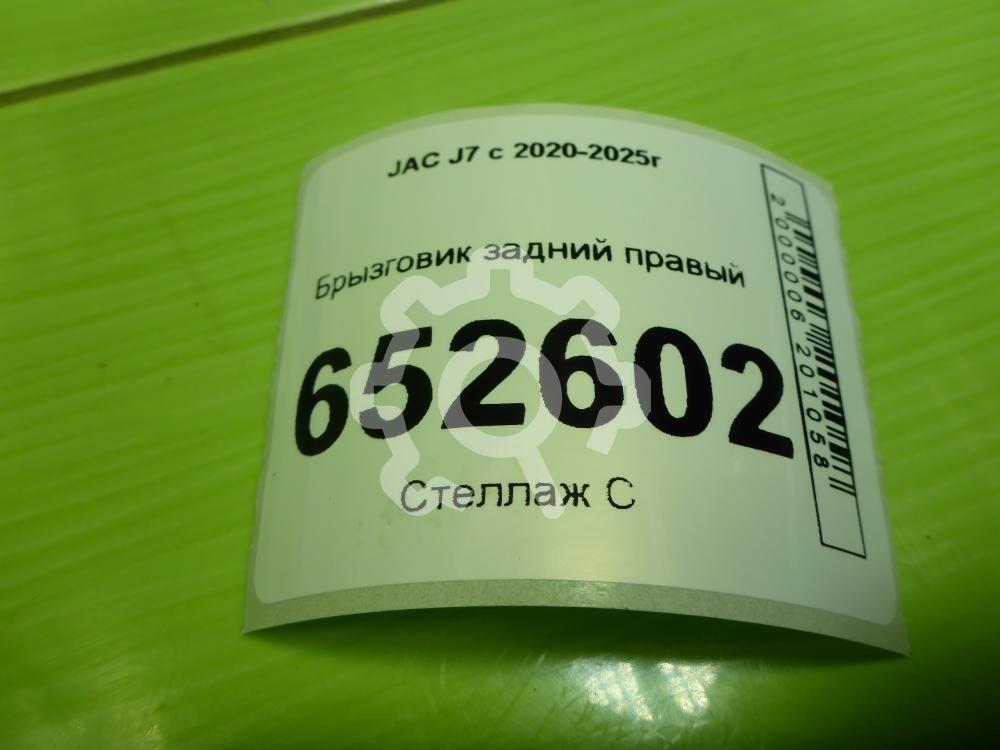 JAC J7 с 2020-2025г
Брызговик задний правый
652602
Стеллаж С
2000006201058